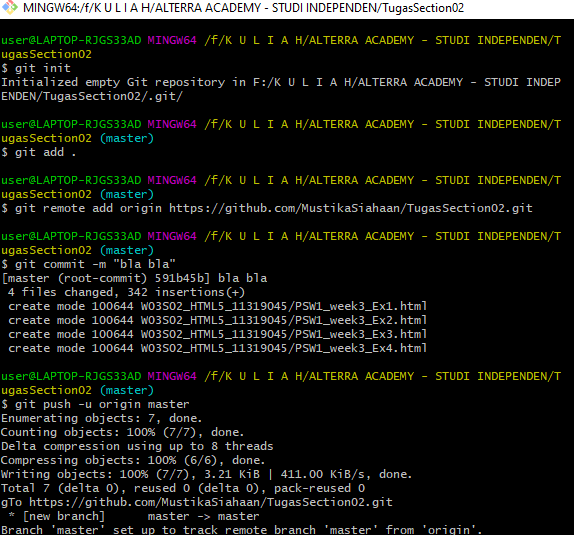 MINGW64:/f/K U L I A H/ALTERRA ACADEMY - STUDI INDEPENDEN/TugasSection02
user@LAPTOP-RJGS33AD MINGW64 /f/K U L I A H/ALTERRA ACADEMY - STUDI INDEPENDEN/T
ugasSection02
$ git init
Initialized empty Git repository in F:/K U L I A H/ALTERRA ACADEMY - STUDI INDEP
ENDEN/TugasSection02/.git/
user@LAPTOP-RJGS33AD MINGW64 /f/K U L I A H/ALTERRA ACADEMY - STUDI INDEPENDEN/T
ugasSection02 (master)
$ git add .
user@LAPTOP-RJGS33AD MINGW64 /f/K U L I A H/ALTERRA ACADEMY - STUDI INDEPENDEN/T
ugasSection02 (master)
$ git remote add origin https://github.com/MustikaSiahaan/TugasSection02.git
user@LAPTOP-RJGS33AD MINGW64 /f/K U L I A H/ALTERRA ACADEMY - STUDI INDEPENDEN/T
ugasSection02 (master)
$ git commit -m "bla bla"
[master (root-commit) 591b45b] bla bla
 4 files changed, 342 insertions(+)
 create mode 100644 W03S02_HTML5_11319045/PSW1_week3_Ex1.html
 create mode 100644 W03S02_HTML5_11319045/PSW1_week3_Ex2.html
 create mode 100644 W03S02_HTML5_11319045/PSW1_week3_Ex3.html
 create mode 100644 W03S02_HTML5_11319045/PSW1_week3_Ex4.html
user@LAPTOP-RJGS33AD MINGW64 /f/K U L I A H/ALTERRA ACADEMY - STUDI INDEPENDEN/T
ugasSection02 (master)
$ git push -u origin master
Enumerating objects: 7, done.
Counting objects: 100% (7/7), done.
Delta compression using up to 8 threads
Compressing objects: 100% (6/6), done.
Writing objects: 100% (7/7), 3.21 KiB | 411.00 KiB/s, done.
Total 7 (delta 0), reused 0 (delta 0), pack-reused 0
gTo https://github.com/MustikaSiahaan/TugasSection02.git
 * [new branch]      master -> master
Branch 'master' set up to track remote branch 'master' from 'origin'.